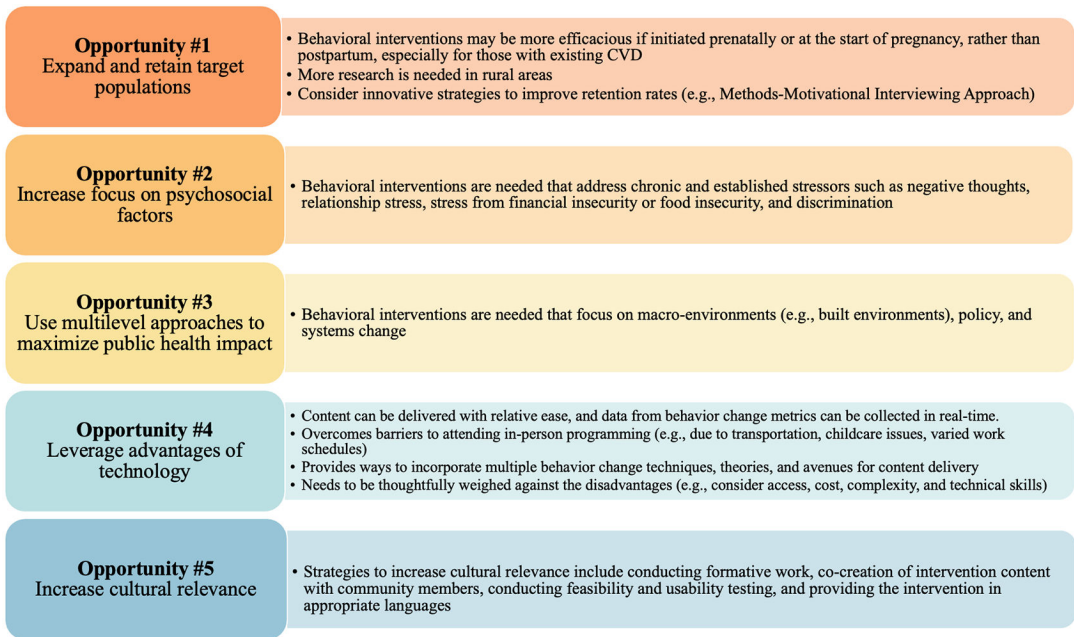 Opportunity #1
Expand and retain target
populations
• Behavioral interventions may be more efficacious if initiated prenatally or at the start of pregnancy, rather than
postpartum, especially for those with existing CVD
• More research is needed in rural areas
• Consider innovative strategies to improve retention rates (e.g., Methods-Motivational Interviewing Approach)
Opportunity #2
Increase focus on psychosocial
factors
• Behavioral interventions are needed that address chronic and established stressors such as negative thoughts,
relationship stress, stress from financial insecurity or food insecurity, and discrimination
Opportunity #3
Use multilevel approaches to
maximize public health impact
• Behavioral interventions are needed that focus on macro-environments (e.g., built environments), policy, and
systems change
Opportunity #4
Leverage advantages of
technology
• Content can be delivered with relative ease, and data from behavior change metrics can be collected in real-time.
• Overcomes barriers to attending in-person programming (e.g., due to transportation, childcare issues, varied work
schedules)
• Provides ways to incorporate multiple behavior change techniques, theories, and avenues for content delivery
• Needs to be thoughtfully weighed against the disadvantages (e.g., consider access, cost, complexity, and technical skills)
Opportunity #5
Increase cultural relevance
• Strategies to increase cultural relevance include conducting formative work, co-creation of intervention content
with community members, conducting feasibility and usability testing, and providing the intervention in
appropriate languages